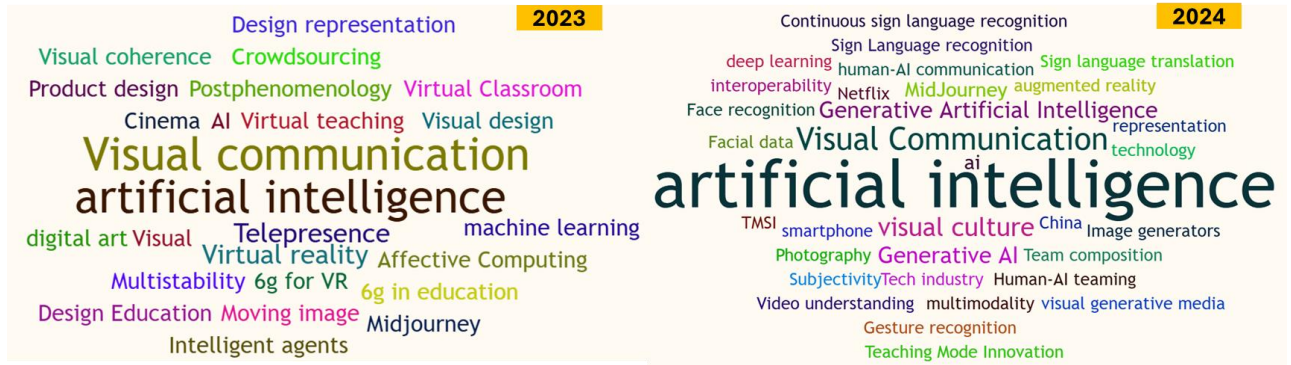 2023
Design representation
Visual coherence Crowdsourcing
Product design Postphenomenology Virtual Classroom
Cinema AI Virtual teaching Visual design
Visual communication
artificial intelligence
digital art Visual Telepresence machine learning
Virtual reality Affective Computing
Multistability 6g for VR 6g in education
Design Education Moving image Midjourney
Intelligent agents
2024
Continuous sign language recognition
Sign Language recognition
deep learning human-AI communication Sign language translation
interoperability Netflix MidJourney augmented reality
Face recognition Generative Artificial Intelligence
Facial data Visual Communication representation
technology
ai
artificial intelligence
TMSI smartphone visual culture China Image generators
Photography Generative AI Team composition
Subjectivity Tech industry Human-AI teaming
Video understanding multimodality visual generative media
Gesture recognition
Teaching Mode Innovation